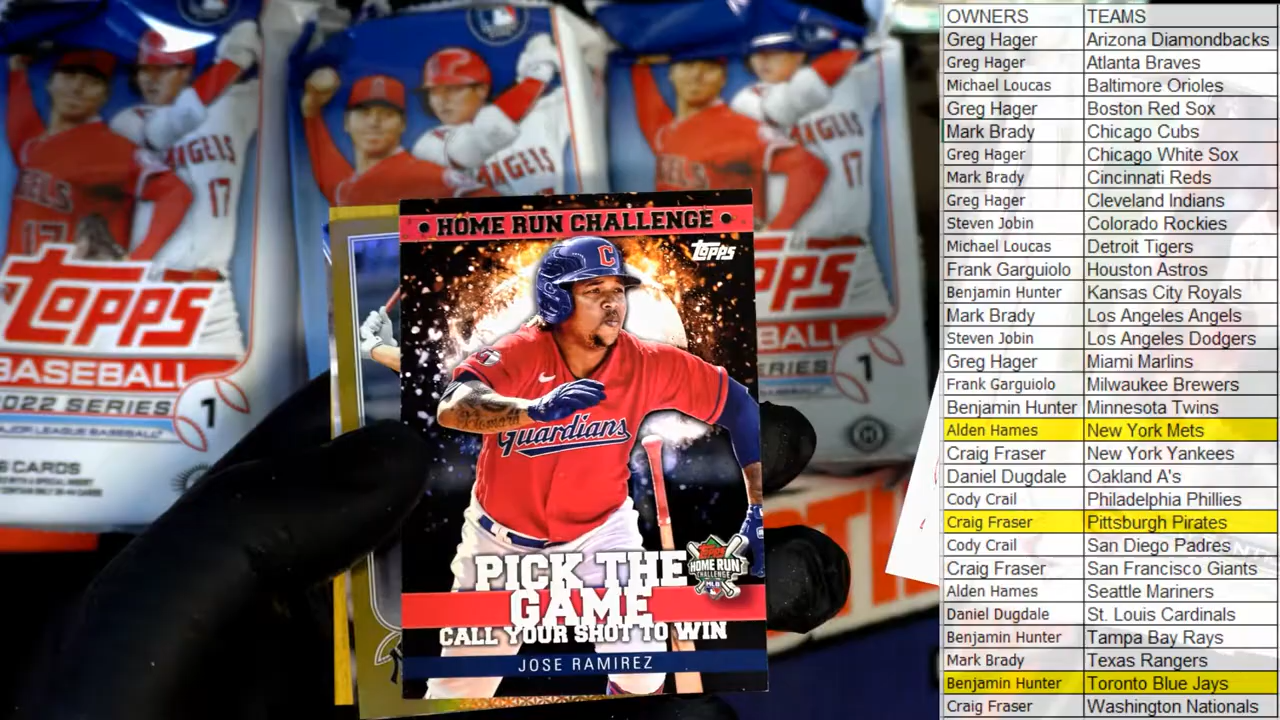 TOPPS
BASEBALL
2022 SERIES 1
CARDS
ANGELS
17
ANGELS
17
BASEBALL
1
HOME RUN CHALLENGE
TOPPS
C
Guardians
PICK THE
GAME
CALL YOUR SHOT TO WIN
TOPPS
HOME RUN
CHALLENGE
MLB
JOSE RAMIREZ
OWNERS TEAMS
Greg Hager Arizona Diamondbacks
Greg Hager Atlanta Braves
Michael Loucas Baltimore Orioles
Greg Hager Boston Red Sox
Mark Brady Chicago Cubs
Greg Hager Chicago White Sox
Mark Brady Cincinnati Reds
Greg Hager Cleveland Indians
Steven Jobin Colorado Rockies
Michael Loucas Detroit Tigers
Frank Garguiolo Houston Astros
Benjamin Hunter Kansas City Royals
Mark Brady Los Angeles Angels
Steven Jobin Los Angeles Dodgers
Greg Hager Miami Marlins
Frank Garguiolo Milwaukee Brewers
Benjamin Hunter Minnesota Twins
Alden Hames New York Mets
Craig Fraser New York Yankees
Daniel Dugdale Oakland A's
Cody Crail Philadelphia Phillies
Craig Fraser Pittsburgh Pirates
Cody Crail San Diego Padres
Craig Fraser San Francisco Giants
Alden Hames Seattle Mariners
Daniel Dugdale St. Louis Cardinals
Benjamin Hunter Tampa Bay Rays
Mark Brady Texas Rangers
Benjamin Hunter Toronto Blue Jays
Craig Fraser Washington Nationals